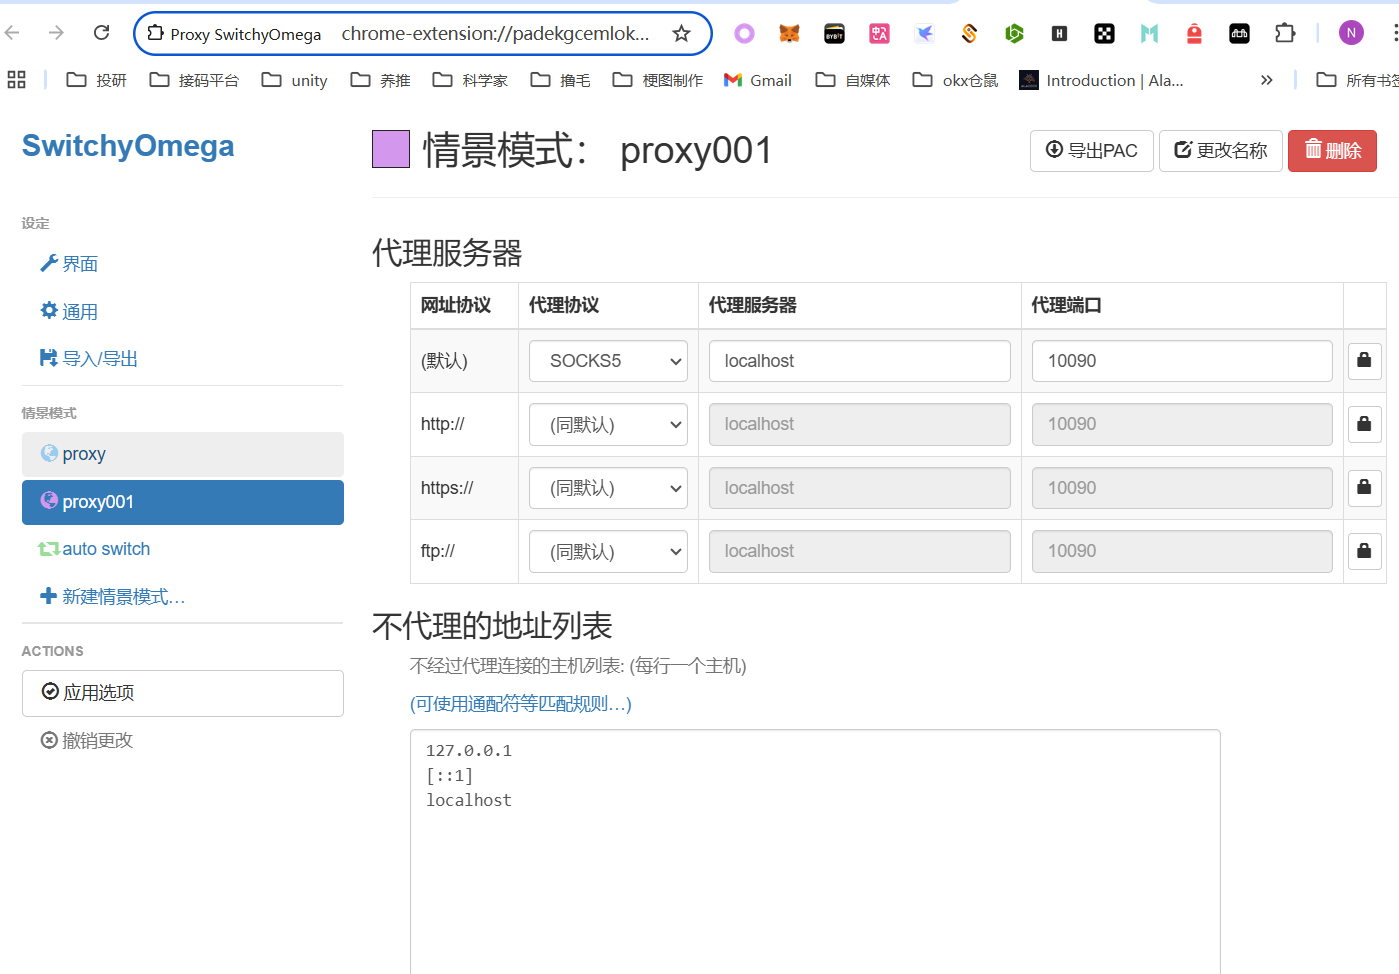 Proxy SwitchyOmega chrome-extension://padekgcemlok...
投研 接码平台 unity 养推 科学家 撸毛 梗图制作 Gmail 自媒体 okx仓鼠 Introduction | Ala... » 所有书签
SwitchyOmega
设定
界面
通用
导入/导出
情景模式
proxy
proxy001
auto switch
新建情景模式…
ACTIONS
应用选项
撤销更改
情景模式： proxy001
导出PAC 更改名称 删除
代理服务器
网址协议 代理协议 代理服务器 代理端口
(默认) SOCKS5 localhost 10090
http:// (同默认) localhost 10090
https:// (同默认) localhost 10090
ftp:// (同默认) localhost 10090
不代理的地址列表
不经过代理连接的主机列表: (每行一个主机)
(可使用通配符等匹配规则…)
127.0.0.1
[::1]
localhost